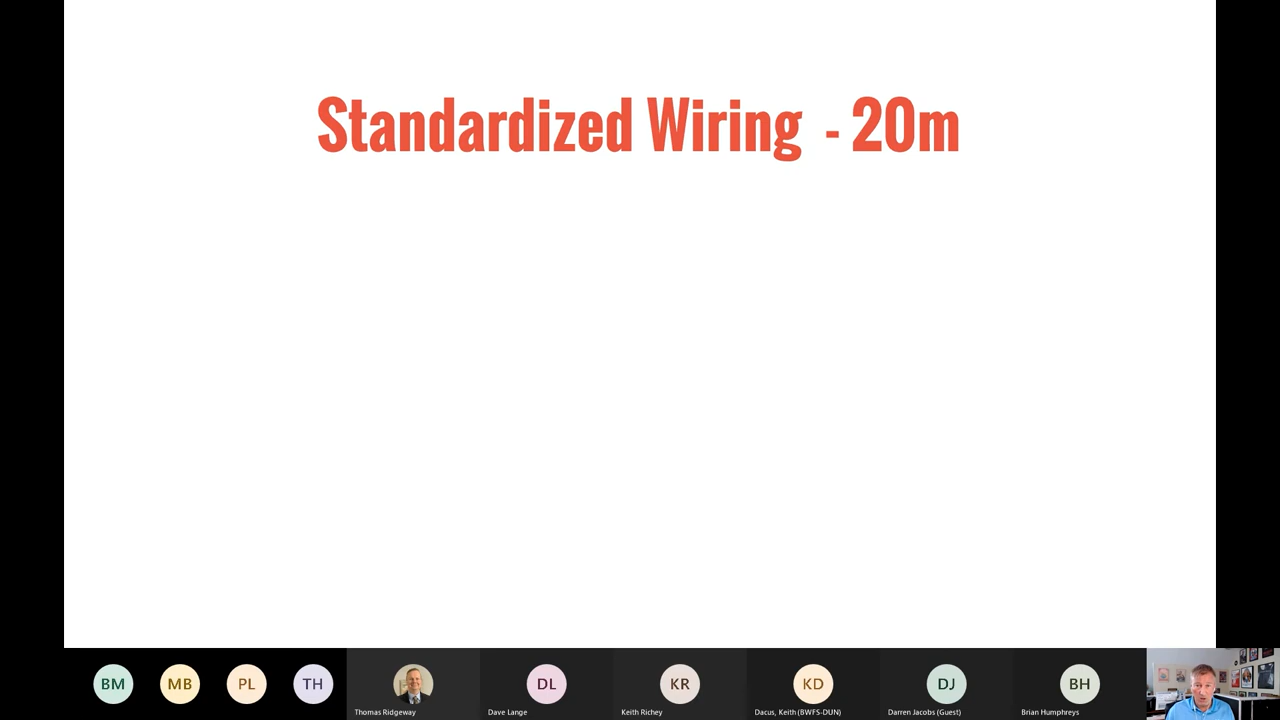 Standardized Wiring - 20m
BM
MB
PL
TH
Thomas Ridgeway
DL
Dave Lange
KR
Keith Richey
KD
Dacus, Keith (BWFS-DUN)
DJ
Darren Jacobs (Guest)
BH
Brian Humphreys